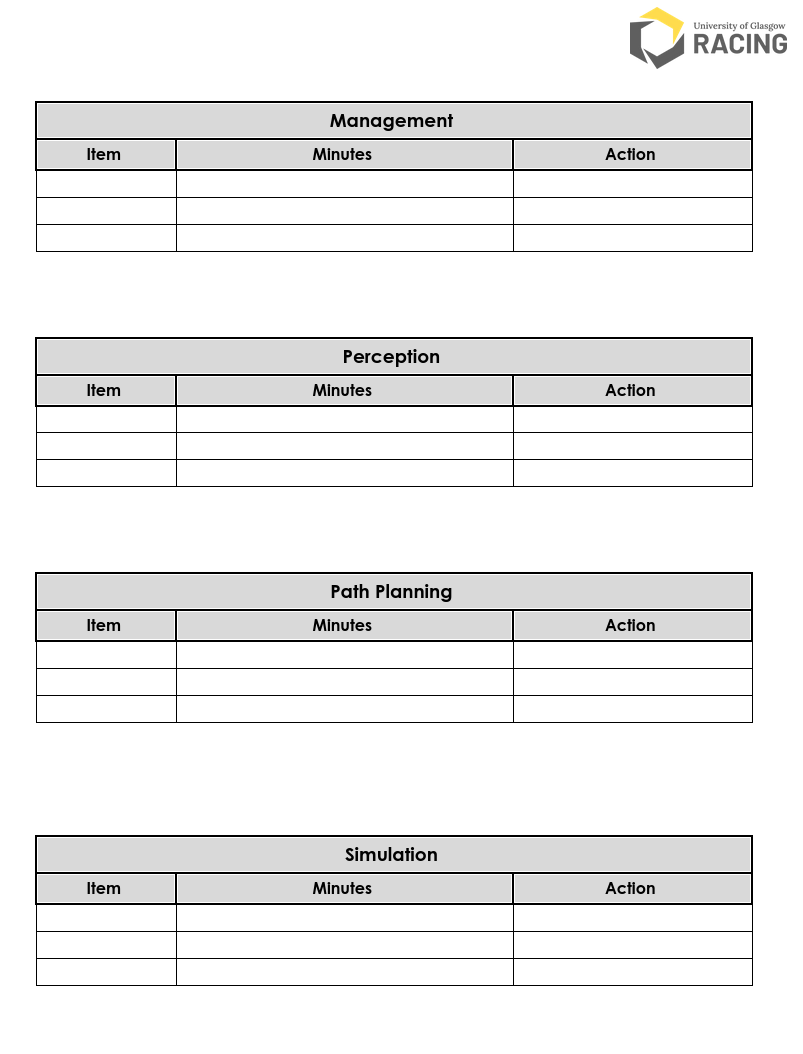 University of Glasgow
RACING
Management
Item Minutes Action
Perception
Item Minutes Action
Path Planning
Item Minutes Action
Simulation
Item Minutes Action